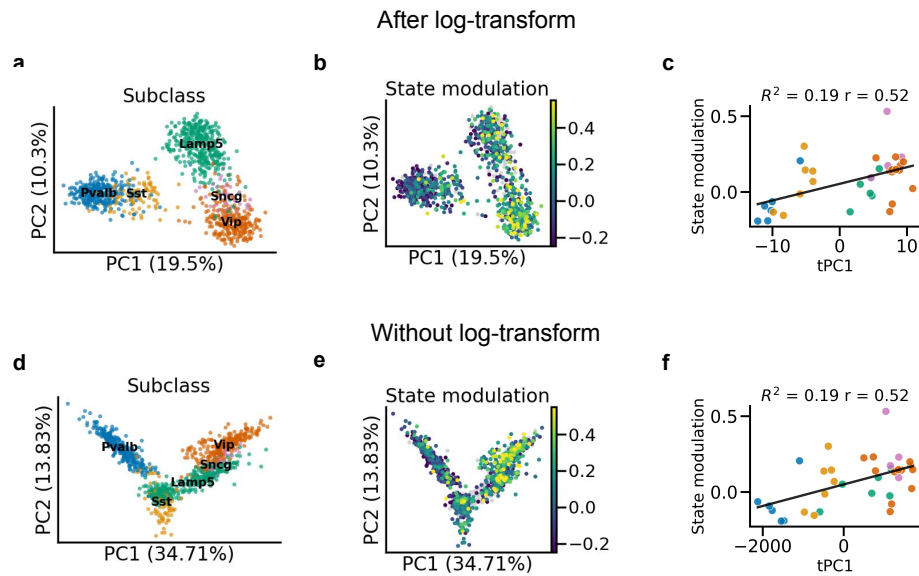 After log-transform
a
Subclass
PC2 (10.3%)
Lamp5
Pvalb
Sst
Sncg
Vip
PC1 (19.5%)
b
State modulation
PC2 (10.3%)
0.4
0.2
0.0
−0.2
PC1 (19.5%)
c
R² = 0.19 r = 0.52
State modulation
0.5
0.0
−10
0
10
tPC1
Without log-transform
d
Subclass
PC2 (13.83%)
Pvalb
Vip
Sncg
Lamp5
Sst
PC1 (34.71%)
e
State modulation
PC2 (13.83%)
0.4
0.2
0.0
−0.2
PC1 (34.71%)
f
R² = 0.19 r = 0.52
State modulation
0.5
0.0
−2000
0
tPC1